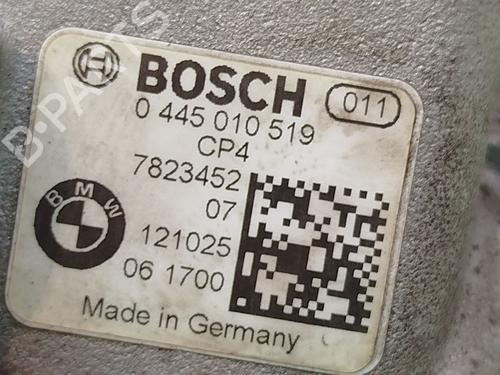 BOSCH 011
0 445 010 519
CP4
7823452
07
BMW
121025
06 1700
Made in Germany
B-PARTS